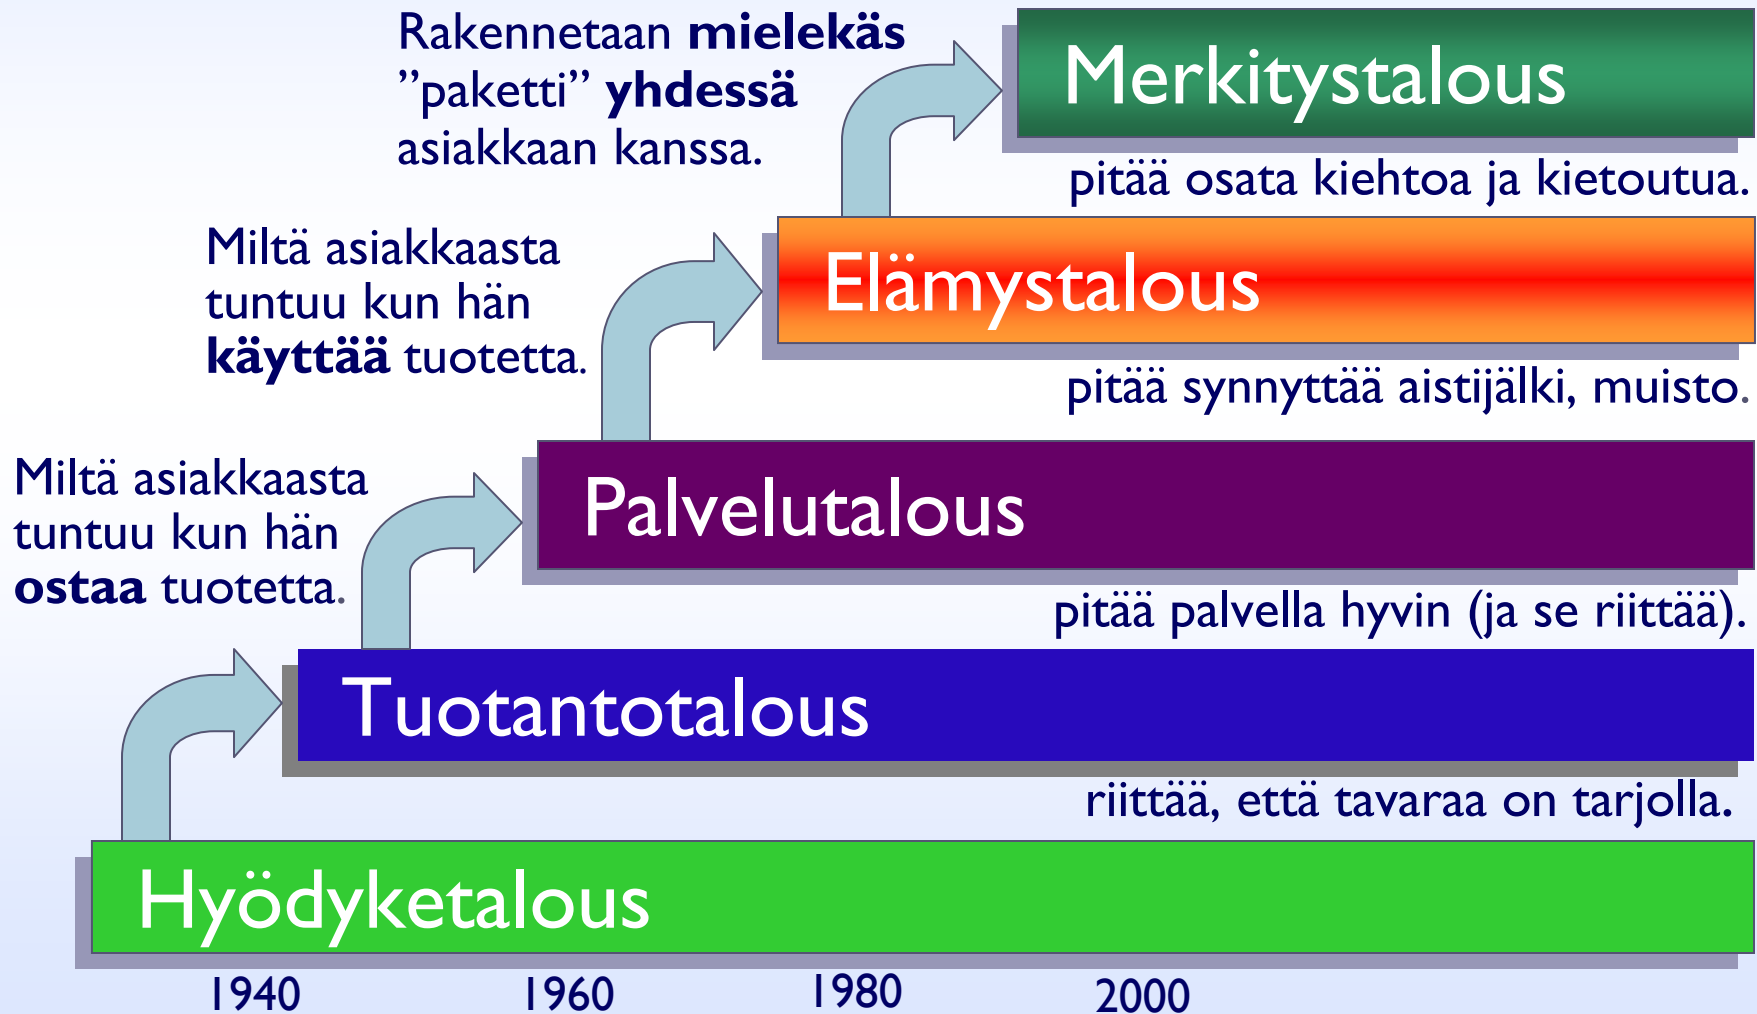 Rakennetaan mielekäs
”paketti” yhdessä
asiakkaan kanssa.
Merkitystalous
pitää osata kiehtoa ja kietoutua.
Miltä asiakkaasta
tuntuu kun hän
käyttää tuotetta.
Elämystalous
pitää synnyttää aistijälki, muisto.
Miltä asiakkaasta
tuntuu kun hän
ostaa tuotetta.
Palvelutalous
pitää palvella hyvin (ja se riittää).
Tuotantotalous
riittää, että tavaraa on tarjolla.
Hyödyketalous
1940 1960 1980 2000